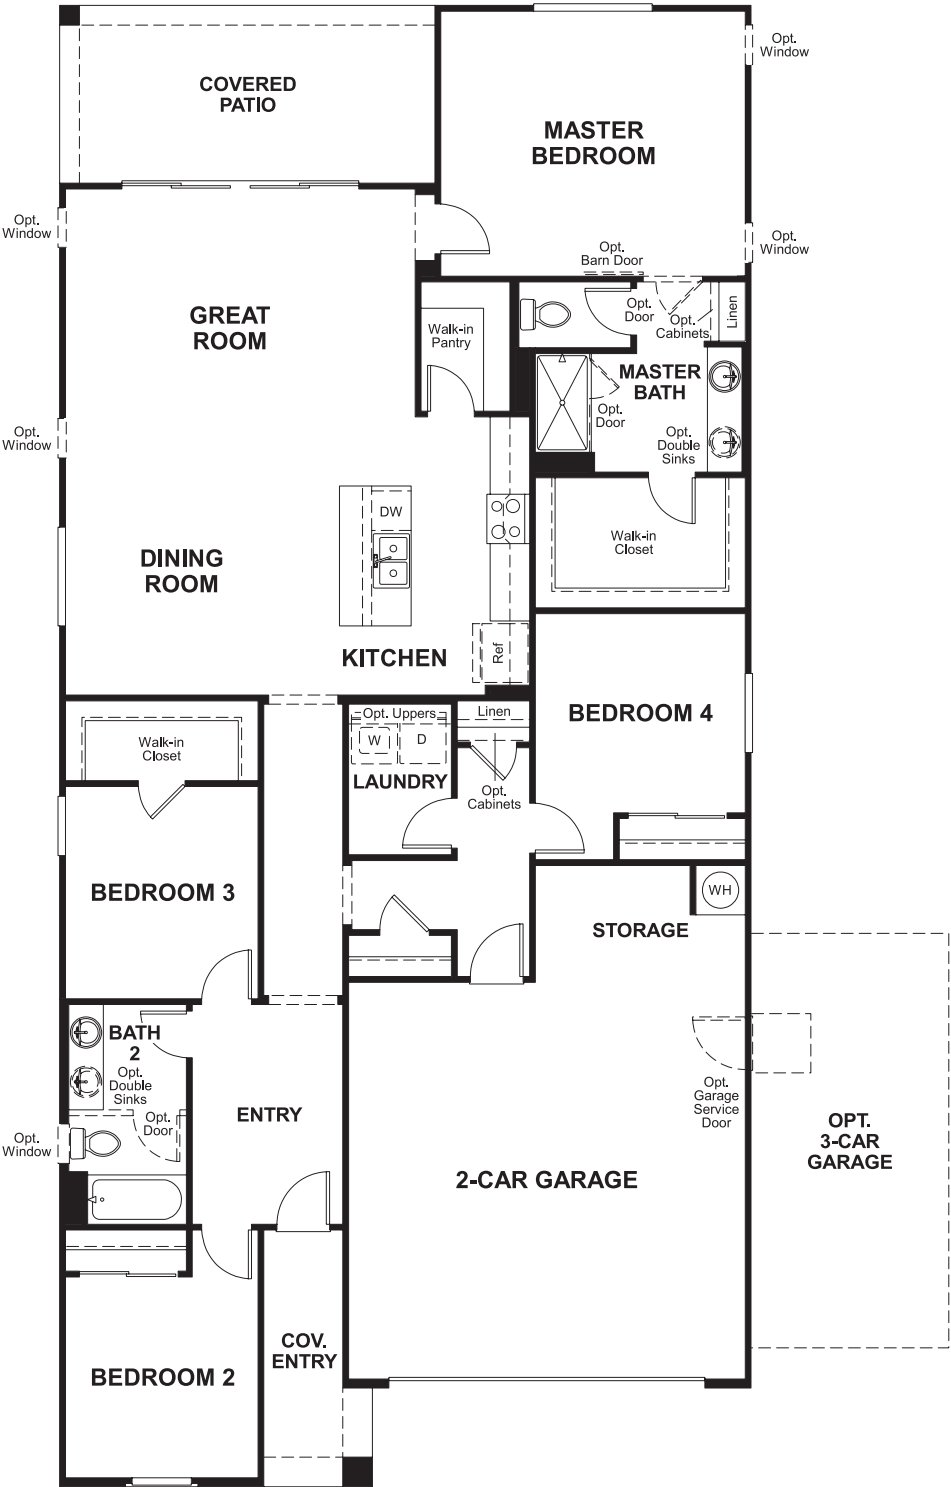 COVERED
PATIO
MASTER
BEDROOM
Opt.
Window
Opt.
Window
Opt.
Window
Opt.
Barn Door
GREAT
ROOM
Walk-in
Pantry
Opt.
Door
Opt.
Cabinets
Linen
MASTER
BATH
Opt.
Door
Opt.
Double
Sinks
Opt.
Window
DW
Walk-in
Closet
DINING
ROOM
KITCHEN
Ref
Opt. Uppers
W
D
LAUNDRY
Linen
Opt.
Cabinets
BEDROOM 4
Walk-in
Closet
BEDROOM 3
WH
STORAGE
BATH
2
Opt.
Double
Sinks
Opt.
Door
Opt.
Window
ENTRY
Opt.
Garage
Service
Door
OPT.
3-CAR
GARAGE
2-CAR GARAGE
COV.
ENTRY
BEDROOM 2